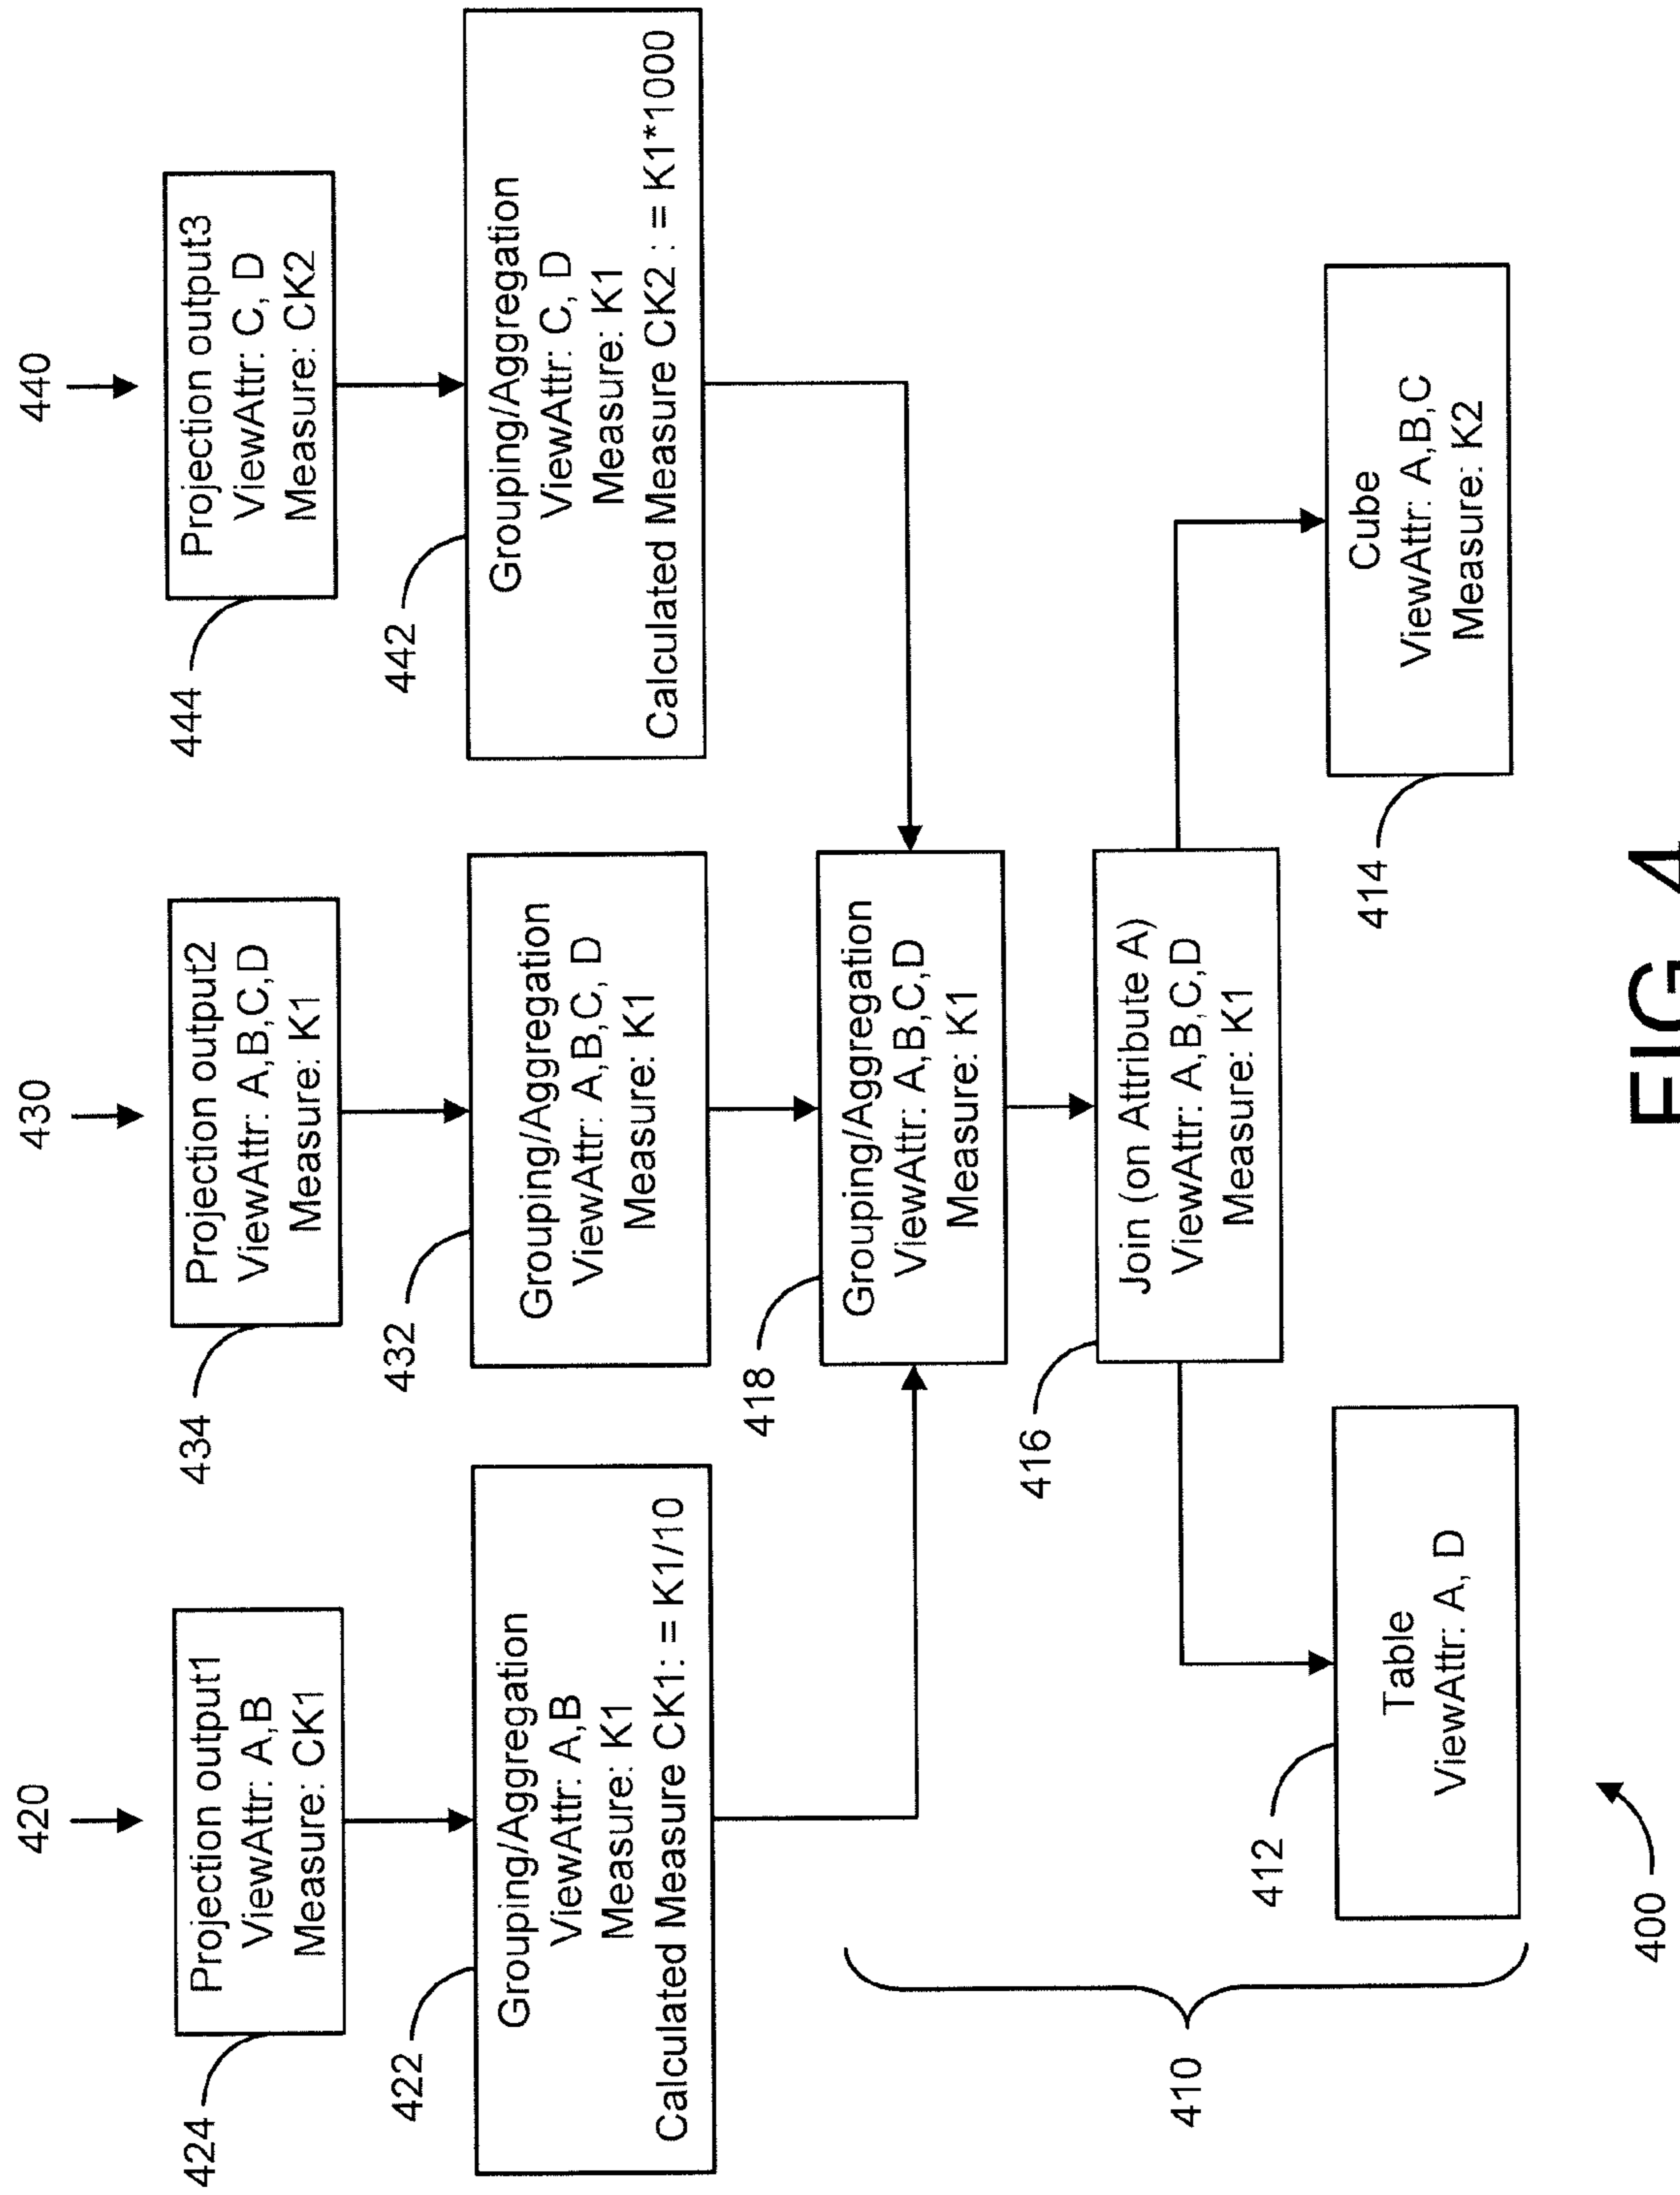 420
430
440
424
Projection output1
ViewAttr: A,B
Measure: CK1
434
Projection output2
ViewAttr: A,B,C,D
Measure: K1
444
Projection output3
ViewAttr: C, D
Measure: CK2
422
Grouping/Aggregation
ViewAttr: A,B
Measure: K1
Calculated Measure CK1: = K1/10
432
Grouping/Aggregation
ViewAttr: A,B,C, D
Measure: K1
442
Grouping/Aggregation
ViewAttr: C, D
Measure: K1
Calculated Measure CK2 : = K1*1000
418
Grouping/Aggregation
ViewAttr: A,B,C,D
Measure: K1
410
416
Join (on Attribute A)
ViewAttr: A,B,C,D
Measure: K1
412
Table
ViewAttr: A, D
414
Cube
ViewAttr: A,B,C
Measure: K2
400
FIG 4